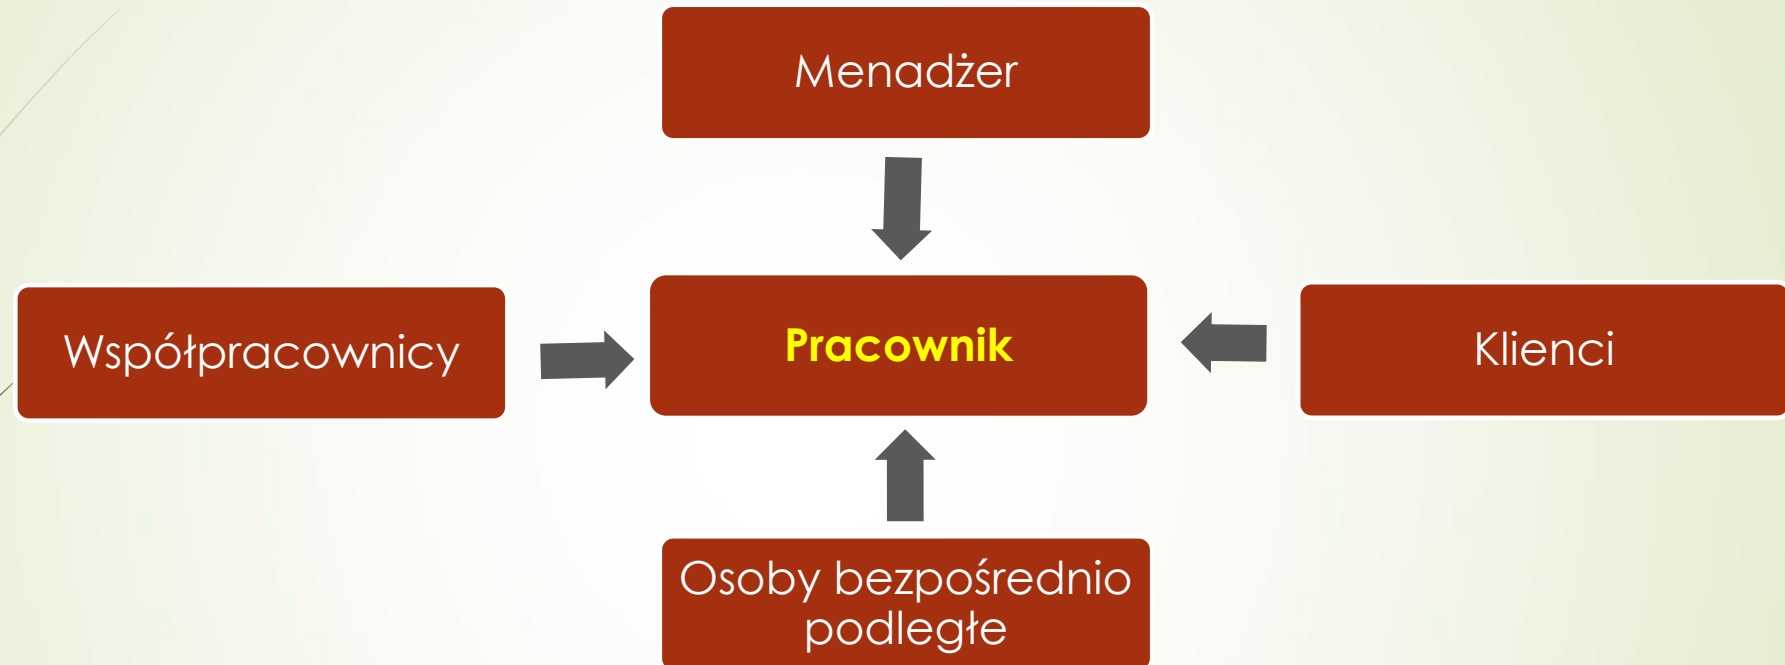 Menadżer
Współpracownicy
Pracownik
Klienci
Osoby bezpośrednio
podległe